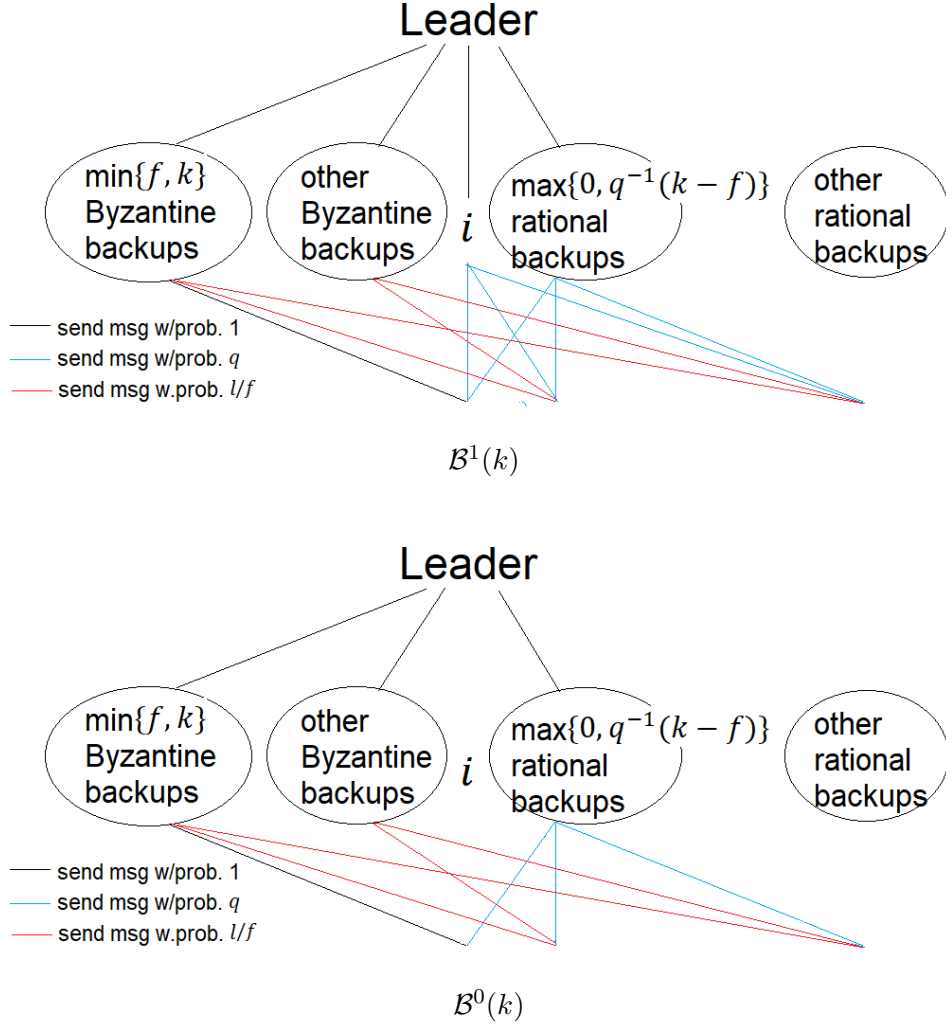 Leader
min{f, k}
Byzantine
backups
other
Byzantine
backups
i
max{0, q⁻¹(k − f)}
rational
backups
other
rational
backups
send msg w/prob. 1
send msg w/prob. q
send msg w.prob. l/f
ℬ¹(k)
Leader
min{f, k}
Byzantine
backups
other
Byzantine
backups
i
max{0, q⁻¹(k − f)}
rational
backups
other
rational
backups
send msg w/prob. 1
send msg w/prob. q
send msg w.prob. l/f
ℬ⁰(k)